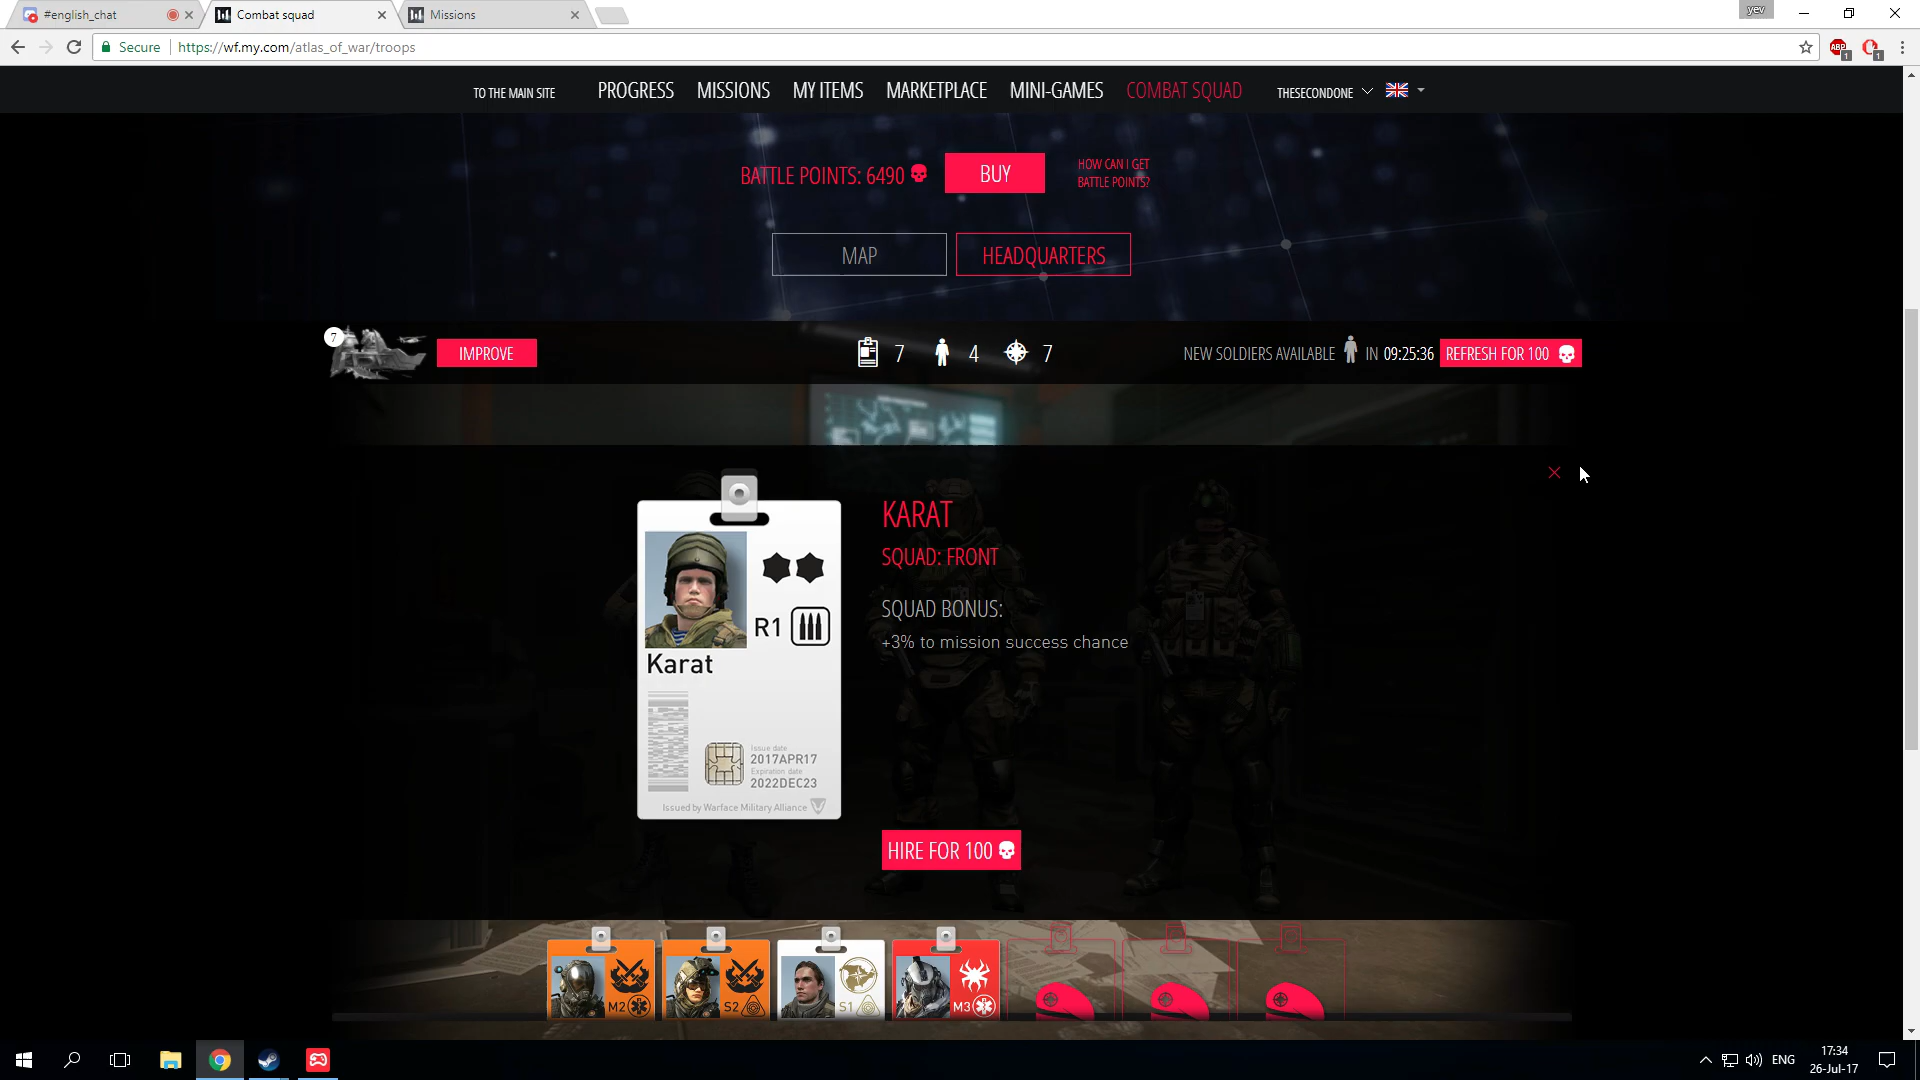 #english_chat
Combat squad
Missions
yev
Secure
https://wf.my.com/atlas_of_war/troops
ABP
1
1
TO THE MAIN SITE
PROGRESS
MISSIONS
MY ITEMS
MARKETPLACE
MINI-GAMES
COMBAT SQUAD
THESECONDONE
BATTLE POINTS: 6490
BUY
HOW CAN I GET
BATTLE POINTS?
MAP
HEADQUARTERS
7
IMPROVE
7
4
7
NEW SOLDIERS AVAILABLE IN 09:25:36
REFRESH FOR 100
KARAT
SQUAD: FRONT
SQUAD BONUS:
+3% to mission success chance
R1
Karat
Issue date
2017APR17
Expiration date
2022DEC23
Issued by Warface Military Alliance
HIRE FOR 100
M2
S2
S1
M3
ENG
17:34
26-Jul-17